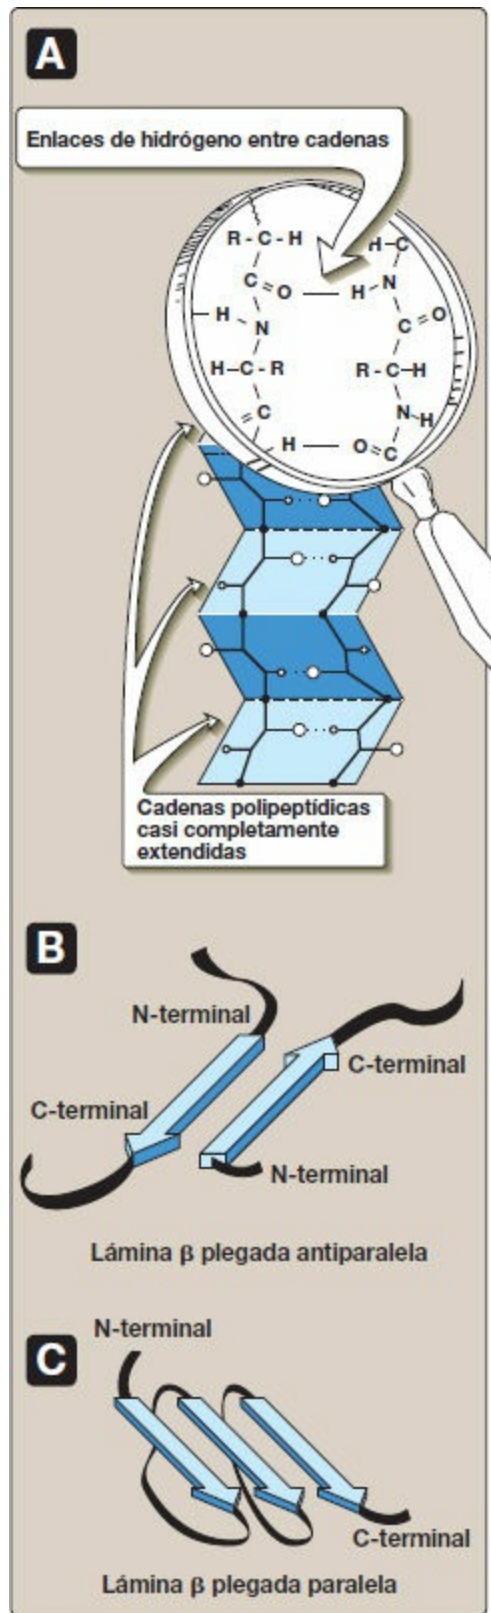 A
Enlaces de hidrógeno entre cadenas
R - C - H
H - C
C = O — H - N
H - N
C = O
H - C - R
R - C - H
C
N - H
H — O = C
Cadenas polipeptídicas
casi completamente
extendidas
B
N-terminal
C-terminal
C-terminal
N-terminal
Lámina β plegada antiparalela
N-terminal
C
C-terminal
Lámina β plegada paralela